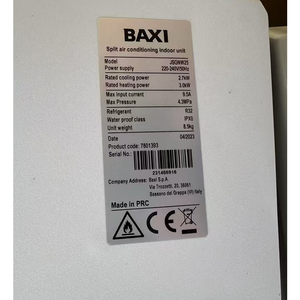 BAXI
Split air conditioning indoor unit
Model JSGNW25
Power supply 220-240V/50Hz
Rated cooling power 2.7kW
Rated heating power 3.0kW
Max input current 9.5A
Max Pressure 4.3MPa
Refrigerant R32
Water proof class IPX0
Unit weight 8.5kg
Date 04/2023
Product code: 7801393
Serial No.:
231466916
Company Address: Baxi S.p.A.
Via Trozzetti, 20, 36061
Bassano del Grappa (VI) Italy
Made in PRC
CE